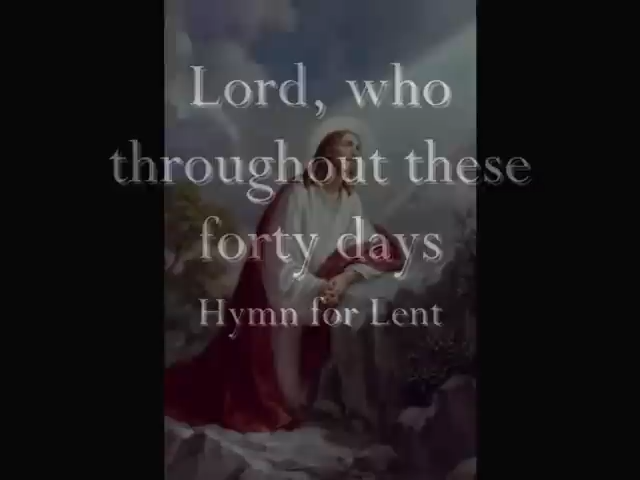 Lord, who
throughout these
forty days
Hymn for Lent